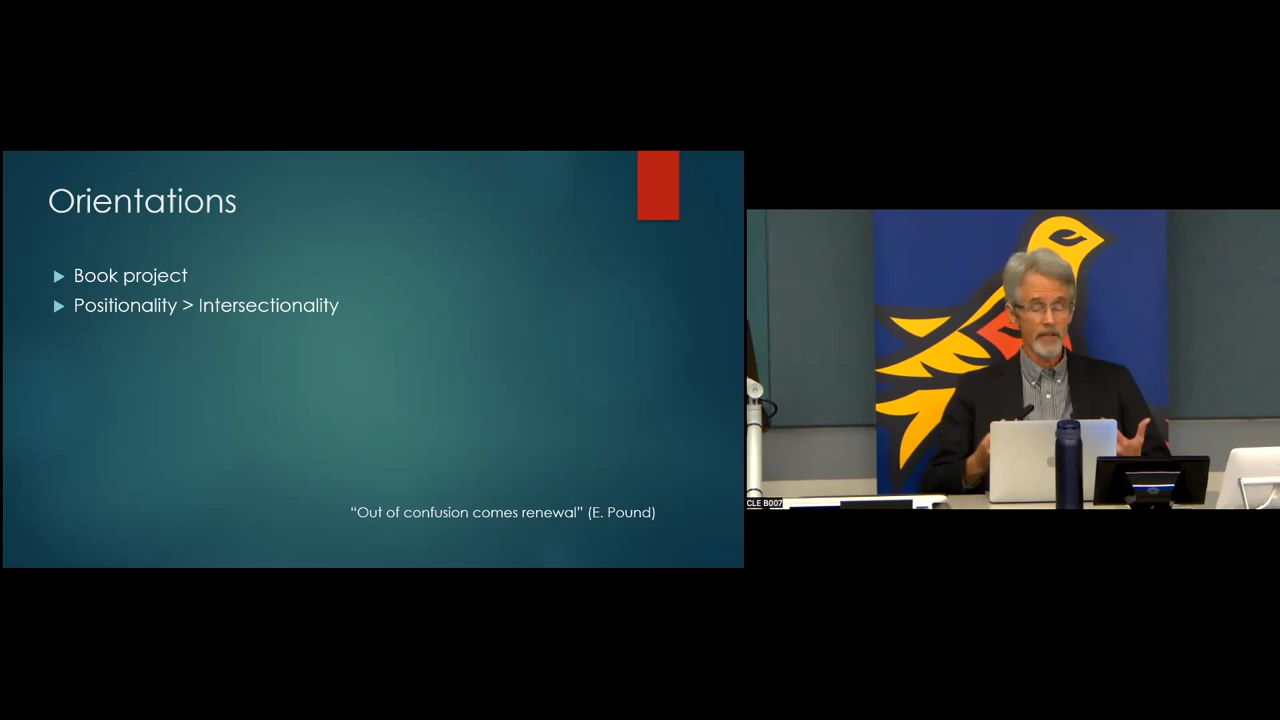 Orientations
Book project
Positionality > Intersectionality
“Out of confusion comes renewal” (E. Pound)
CLE B007